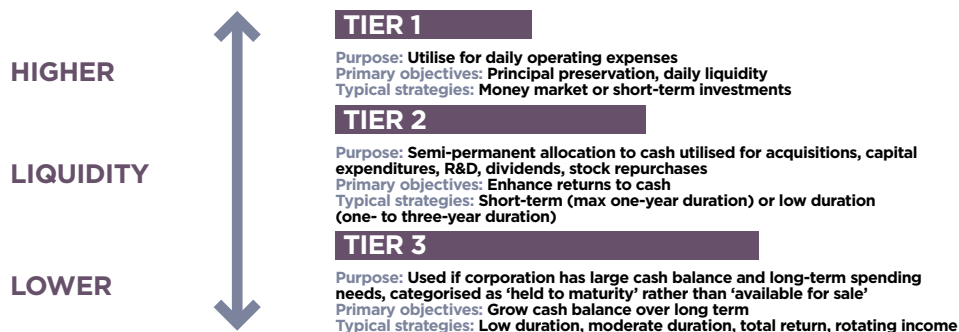 TIER 1
HIGHER
Purpose: Utilise for daily operating expenses
Primary objectives: Principal preservation, daily liquidity
Typical strategies: Money market or short-term investments
TIER 2
LIQUIDITY
Purpose: Semi-permanent allocation to cash utilised for acquisitions, capital
expenditures, R&D, dividends, stock repurchases
Primary objectives: Enhance returns to cash
Typical strategies: Short-term (max one-year duration) or low duration
(one- to three-year duration)
TIER 3
LOWER
Purpose: Used if corporation has large cash balance and long-term spending
needs, categorised as ‘held to maturity’ rather than ‘available for sale’
Primary objectives: Grow cash balance over long term
Typical strategies: Low duration, moderate duration, total return, rotating income